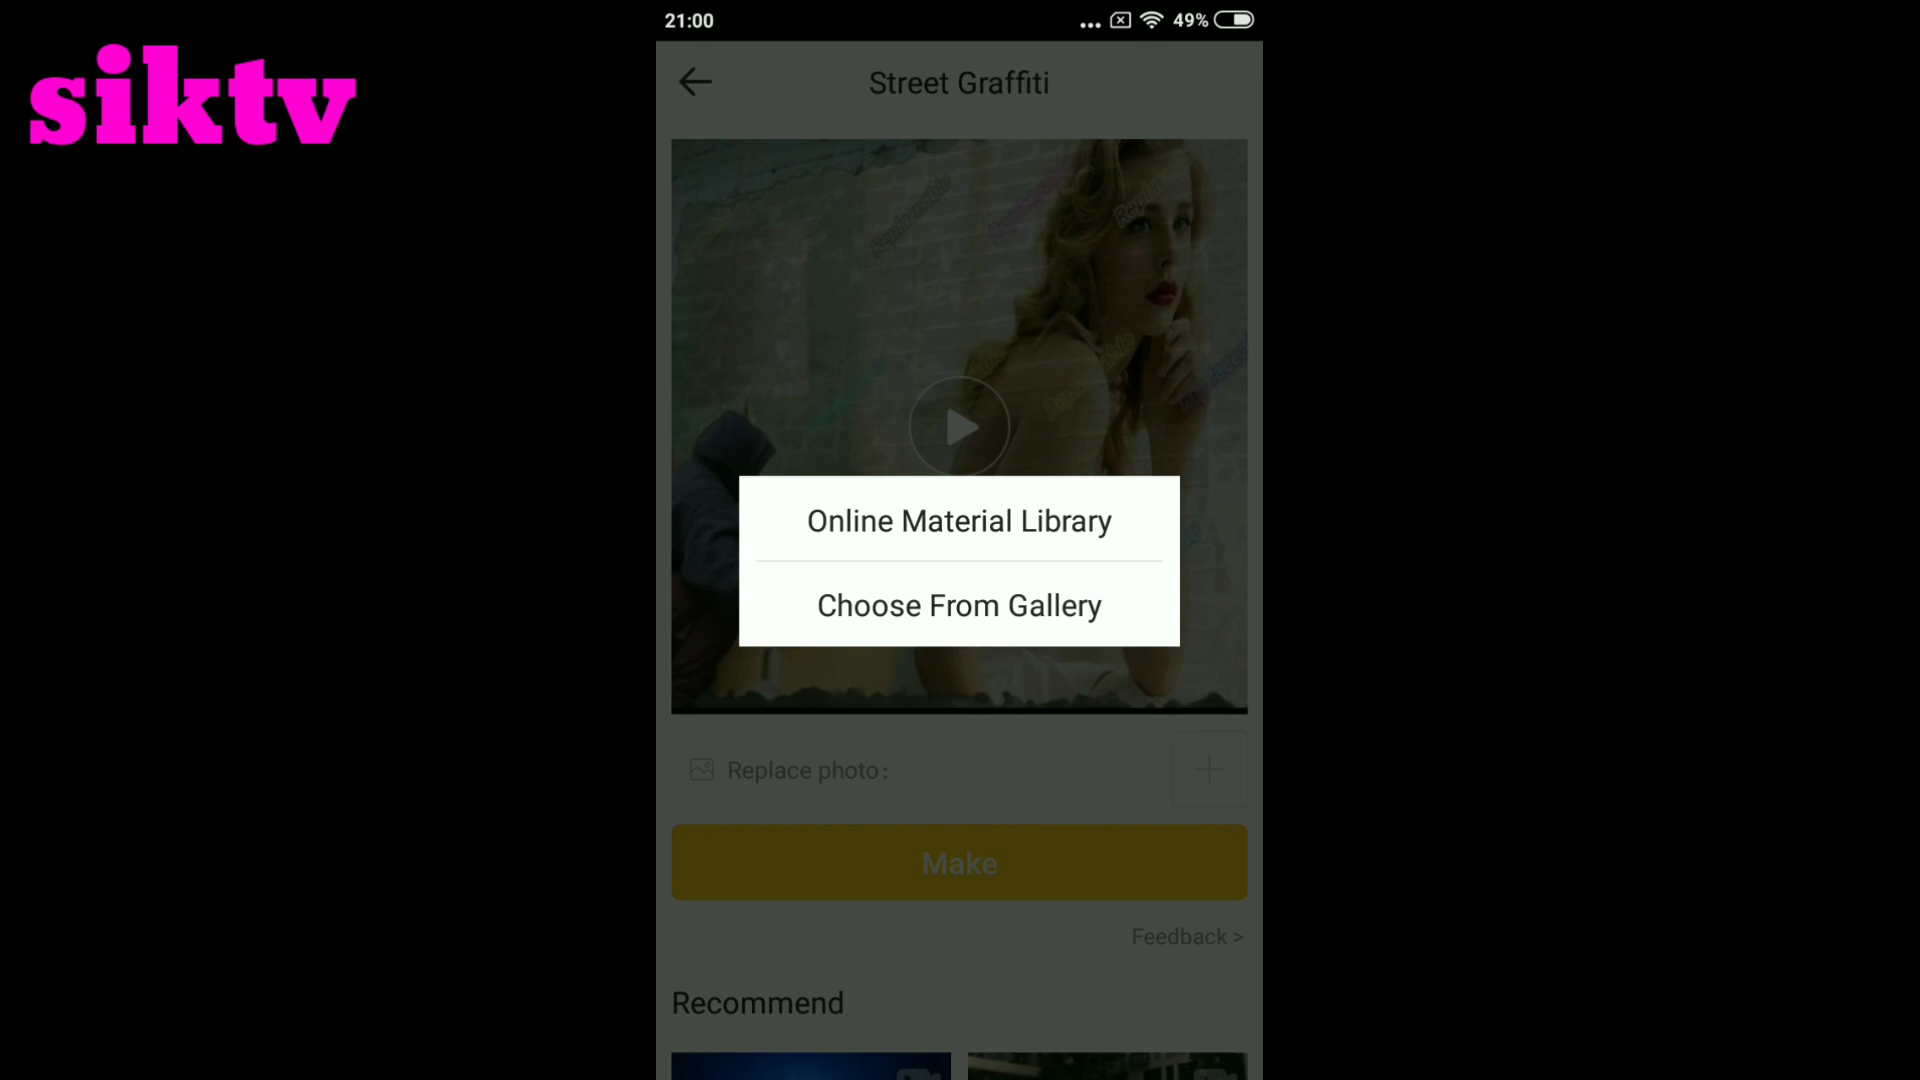 siktv
21:00
49%
Street Graffiti
Online Material Library
Choose From Gallery
Replace photo:
Make
Feedback >
Recommend